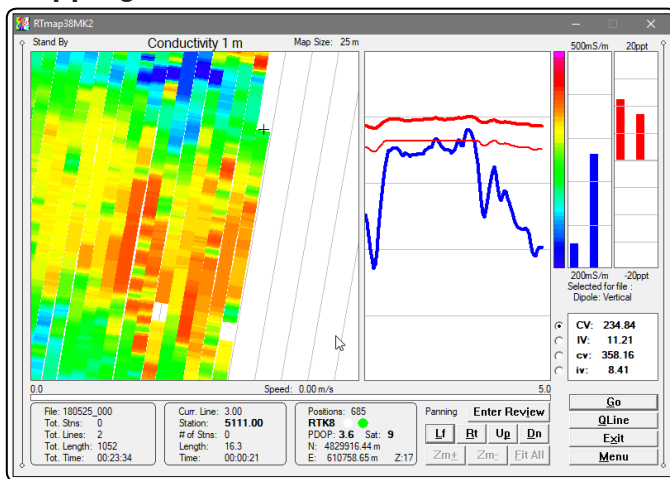 RTmap38MK2
Stand By Conductivity 1 m Map Size: 25 m
500mS/m 20ppt
200mS/m -20ppt
Selected for file :
Dipole: Vertical
CV: 234.84
IV: 11.21
cv: 358.16
iv: 8.41
0.0 Speed: 0.00 m/s 5.0
File: 180525_000
Tot. Stns: 0
Tot. Lines: 2
Tot. Length: 1052
Tot. Time: 00:23:34
Curr. Line: 3.00
Station: 5111.00
# of Stns: 0
Length: 16.3
Time: 00:00:21
Positions: 685
RTK8
PDOP: 3.6 Sat: 9
N: 4829916.44 m
E: 610758.65 m Z:17
Panning Enter Review
Lf Rt Up Dn
Zm+ Zm- Fit All
Go
QLine
Exit
Menu